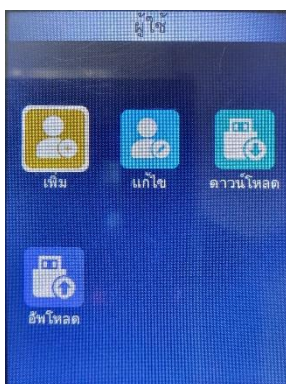 ผู้ใช้
เพิ่ม
แก้ไข
ดาวน์โหลด
อัพโหลด